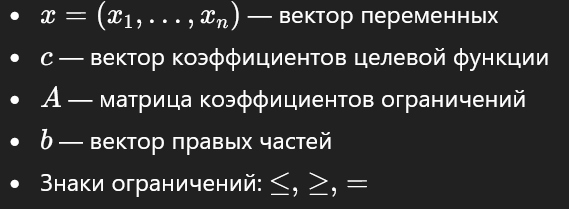 • x = (x₁, . . . , xₙ) — вектор переменных
• c — вектор коэффициентов целевой функции
• A — матрица коэффициентов ограничений
• b — вектор правых частей
• Знаки ограничений: ≤, ≥, =